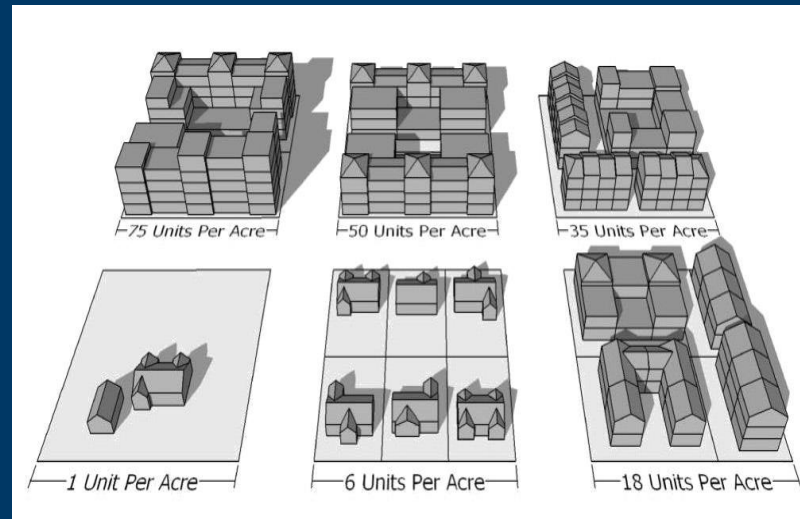 75 Units Per Acre
50 Units Per Acre
35 Units Per Acre
1 Unit Per Acre
6 Units Per Acre
18 Units Per Acre